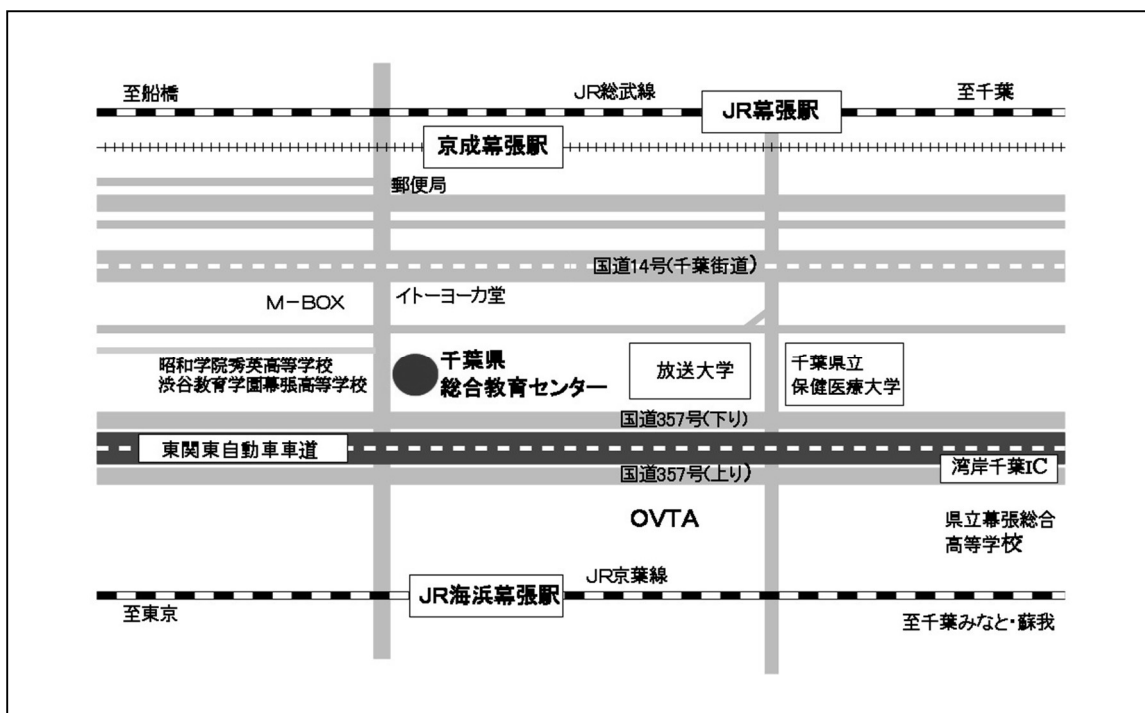 至船橋
JR総武線
JR幕張駅
至千葉
京成幕張駅
郵便局
国道14号(千葉街道)
M-BOX
イトーヨーカ堂
昭和学院秀英高等学校
渋谷教育学園幕張高等学校
千葉県
総合教育センター
放送大学
千葉県立
保健医療大学
国道357号(下り)
東関東自動車車道
国道357号(上り)
湾岸千葉IC
OVTA
県立幕張総合
高等学校
JR京葉線
JR海浜幕張駅
至東京
至千葉みなと・蘇我